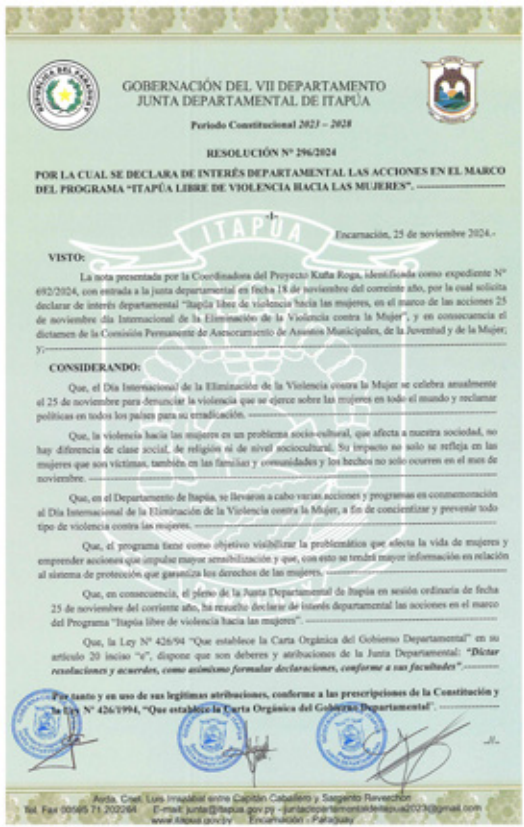 REPUBLICA DEL PARAGUAY
GOBERNACIÓN DEL VII DEPARTAMENTO
JUNTA DEPARTAMENTAL DE ITAPÚA
Periodo Constitucional 2023 – 2028
RESOLUCIÓN N° 296/2024
POR LA CUAL SE DECLARA DE INTERÉS DEPARTAMENTAL LAS ACCIONES EN EL MARCO
DEL PROGRAMA “ITAPÚA LIBRE DE VIOLENCIA HACIA LAS MUJERES”. --------------------
-1-
ITAPÚA
Encarnación, 25 de noviembre 2024.-
VISTO:
La nota presentada por la Coordinadora del Proyecto Kuña Roga, identificada como expediente N°
692/2024, con entrada a la junta departamental en fecha 18 de noviembre del corriente año, por la cual solicita
declarar de interés departamental “Itapúa libre de violencia hacia las mujeres, en el marco de las acciones 25
de noviembre día Internacional de la Eliminación de la Violencia contra la Mujer”, y en consecuencia el
dictamen de la Comisión Permanente de Asesoramiento de Asuntos Municipales, de la Juventud y de la Mujer;
y;--------------------
CONSIDERANDO:
Que, el Día Internacional de la Eliminación de la Violencia contra la Mujer se celebra anualmente
el 25 de noviembre para denunciar la violencia que se ejerce sobre las mujeres en todo el mundo y reclamar
políticas en todos los países para su erradicación. --------------------
Que, la violencia hacia las mujeres es un problema sociocultural, que afecta a nuestra sociedad, no
hay diferencia de clase social, de religión ni de nivel sociocultural. Su impacto no solo se refleja en las
mujeres que son víctimas, también en las familias y comunidades y los hechos no solo ocurren en el mes de
noviembre. --------------------
Que, en el Departamento de Itapúa, se llevaron a cabo varias acciones y programas en conmemoración
al Día Internacional de la Eliminación de la Violencia contra la Mujer, a fin de concientizar y prevenir todo
tipo de violencia contra las mujeres. --------------------
Que, el programa tiene como objetivo visibilizar la problemática que afecta la vida de mujeres y
emprender acciones que impulse mayor sensibilización y que, con esto se tendrá mayor información en relación
al sistema de protección que garantiza los derechos de las mujeres. --------------------
Que, en consecuencia, el pleno de la Junta Departamental de Itapúa en sesión ordinaria de fecha
25 de noviembre del corriente año, ha resuelto declarar de interés departamental las acciones en el marco
del Programa “Itapúa libre de violencia hacia las mujeres”. --------------------
Que, la Ley N° 426/94 “Que establece la Carta Orgánica del Gobierno Departamental” en su
artículo 20 inciso “e”, dispone que son deberes y atribuciones de la Junta Departamental: “Dictar
resoluciones y acuerdos, como asimismo formular declaraciones, conforme a sus facultades”.--------
Por tanto y en uso de sus legítimas atribuciones, conforme a las prescripciones de la Constitución y
la Ley N° 426/1994, “Que establece la Carta Orgánica del Gobierno Departamental”. --------------------
..//..
Avda. Cnel. Luis Irrazábal entre Capitán Caballero y Sargento Reverchon
Tel. Fax 00595 71 202264 E-mail: junta@itapua.gov.py - juntadepartamentaldeitapua2023@gmail.com
www.itapua.gov.py Encarnación - Paraguay